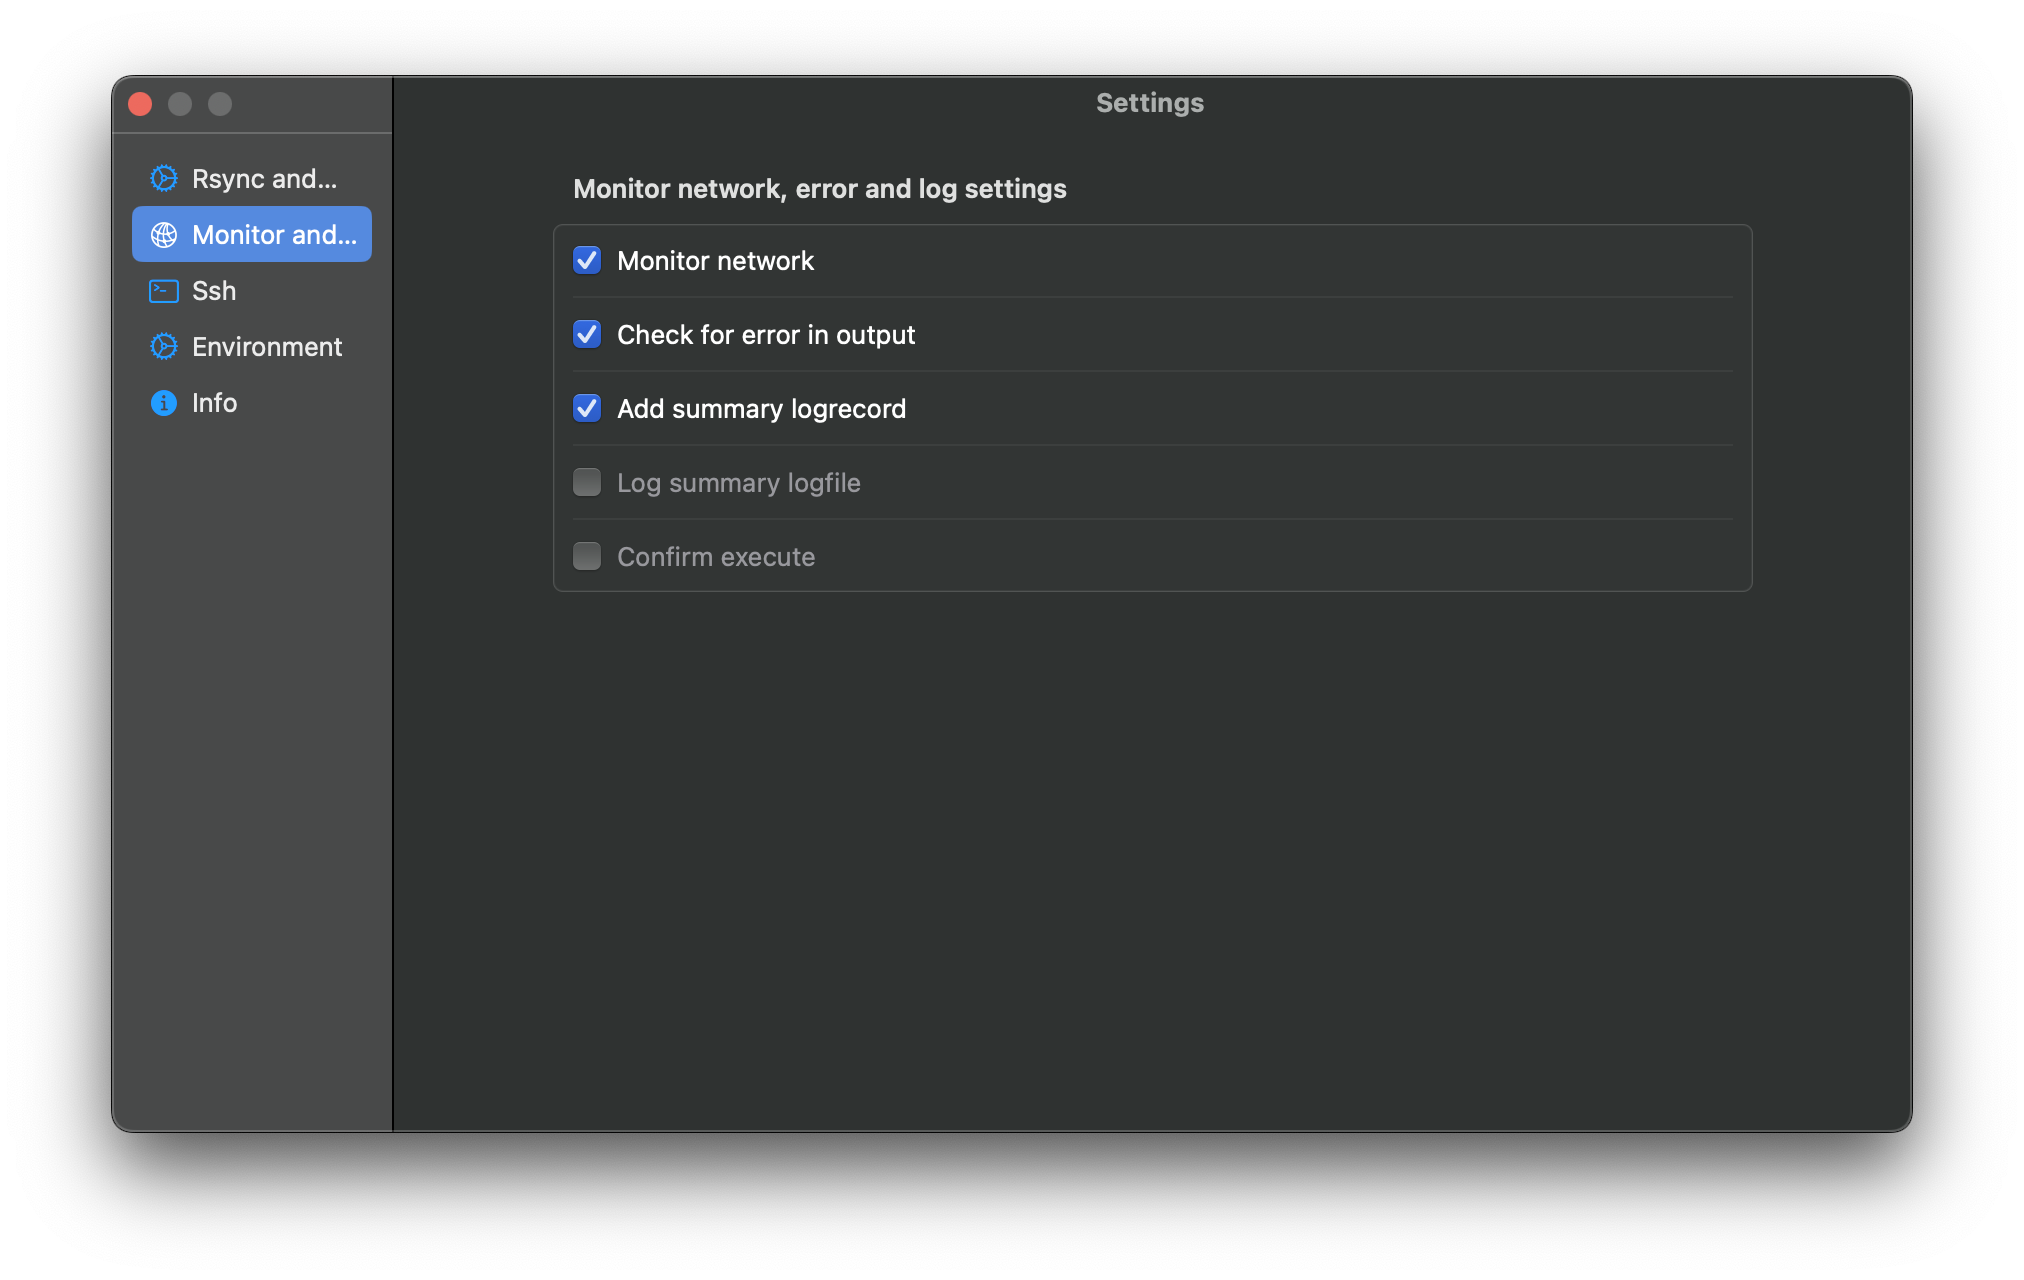 Settings
Rsync and...
Monitor and...
Ssh
Environment
Info
Monitor network, error and log settings
Monitor network
Check for error in output
Add summary logrecord
Log summary logfile
Confirm execute